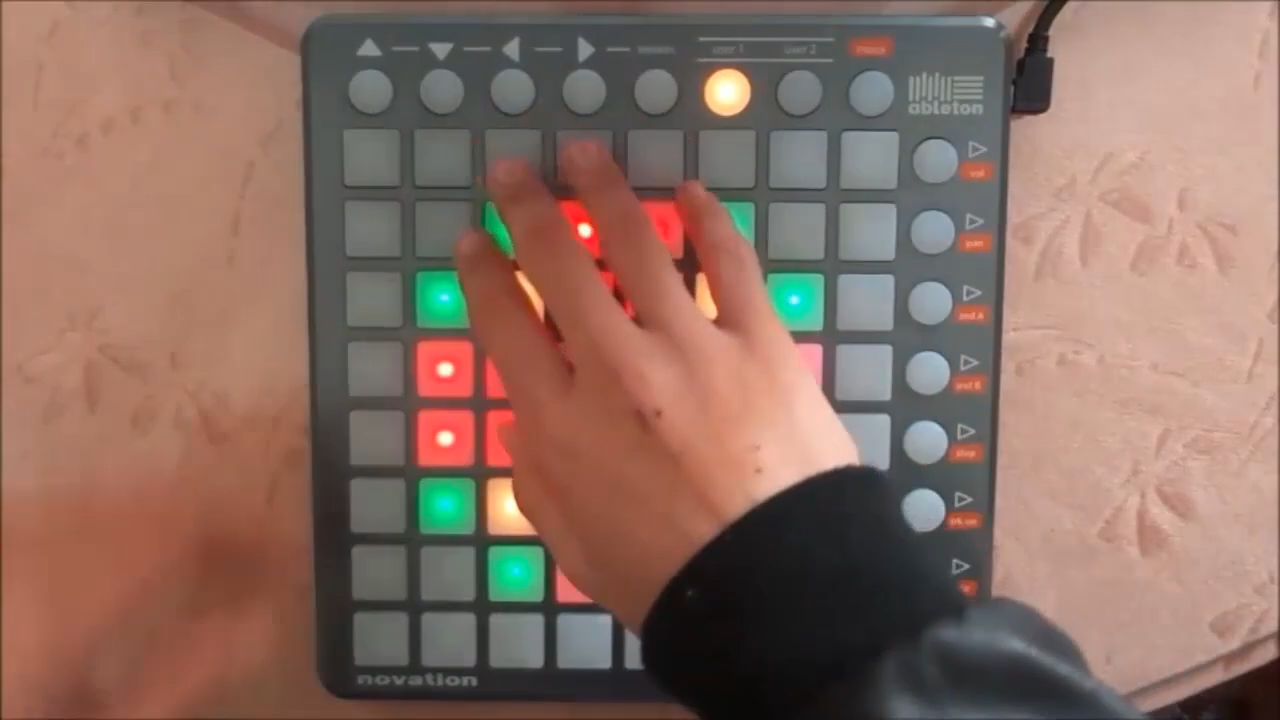 session user 1 user 2 mixer
ableton
vol
pan
snd A
snd B
stop
trk on
novation